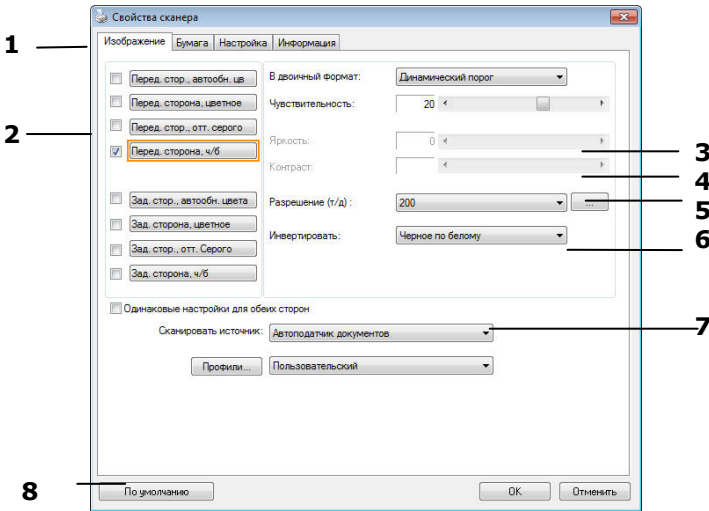 Свойства сканера
1
Изображение Бумага Настройка Информация
Перед. стор., автообн. цв
В двоичный формат: Динамический порог
Перед. сторона, цветное
Чувствительность: 20
2
Перед. стор., отт. серого
Яркость: 0
3
Перед. сторона, ч/б
Контраст:
4
Зад. стор., автообн. цвета
Разрешение (т/д) : 200 ...
5
Зад. сторона, цветное
Инвертировать: Черное по белому
6
Зад. стор., отт. Серого
Зад. сторона, ч/б
Одинаковые настройки для обеих сторон
Сканировать источник: Автоподатчик документов
7
Профили... Пользовательский
8
По умолчанию OK Отменить